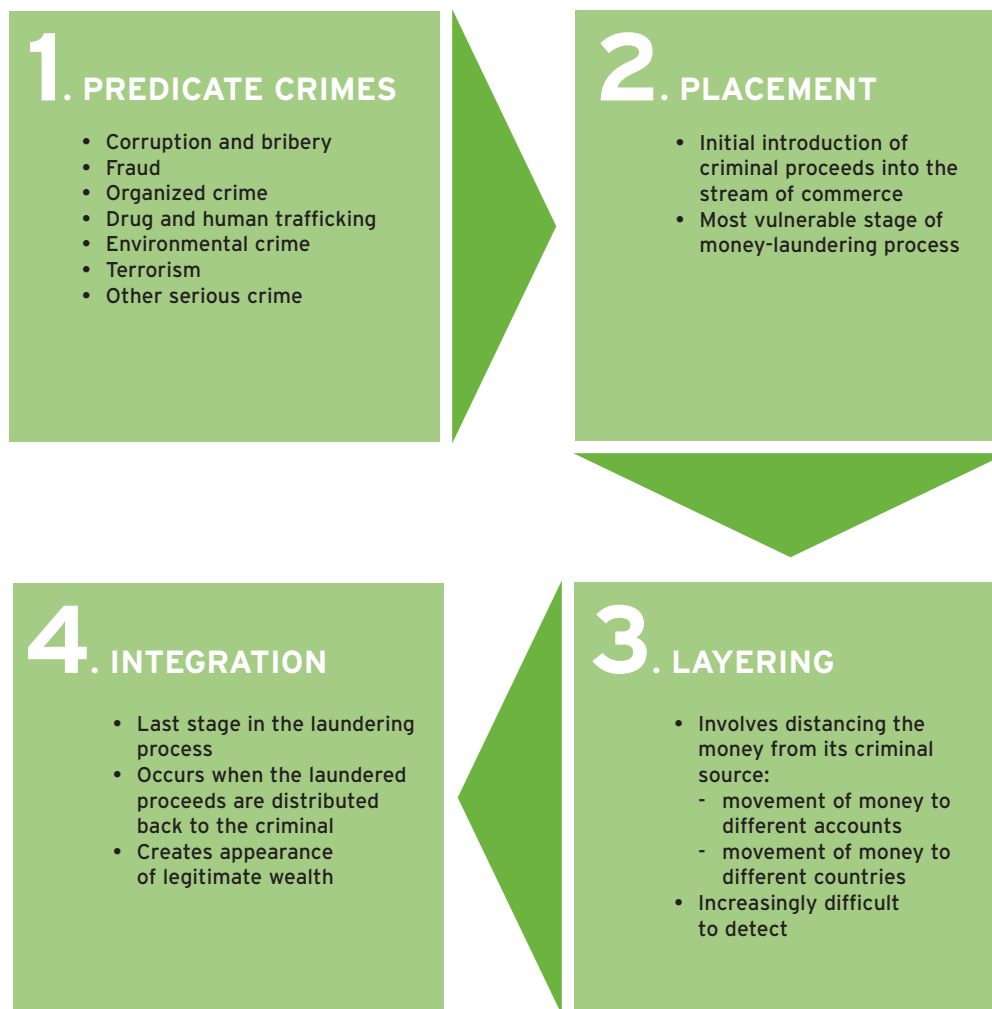 1. PREDICATE CRIMES
• Corruption and bribery
• Fraud
• Organized crime
• Drug and human trafficking
• Environmental crime
• Terrorism
• Other serious crime
2. PLACEMENT
• Initial introduction of
criminal proceeds into the
stream of commerce
• Most vulnerable stage of
money-laundering process
3. LAYERING
• Involves distancing the
money from its criminal
source:
- movement of money to
different accounts
- movement of money to
different countries
• Increasingly difficult
to detect
4. INTEGRATION
• Last stage in the laundering
process
• Occurs when the laundered
proceeds are distributed
back to the criminal
• Creates appearance
of legitimate wealth